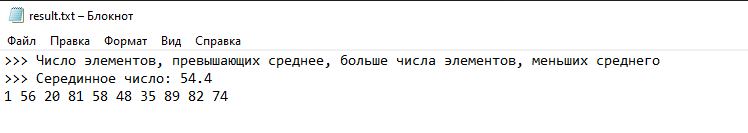 result.txt – Блокнот
Файл Правка Формат Вид Справка
>>> Число элементов, превышающих среднее, больше числа элементов, меньших среднего
>>> Серединное число: 54.4
1 56 20 81 58 48 35 89 82 74